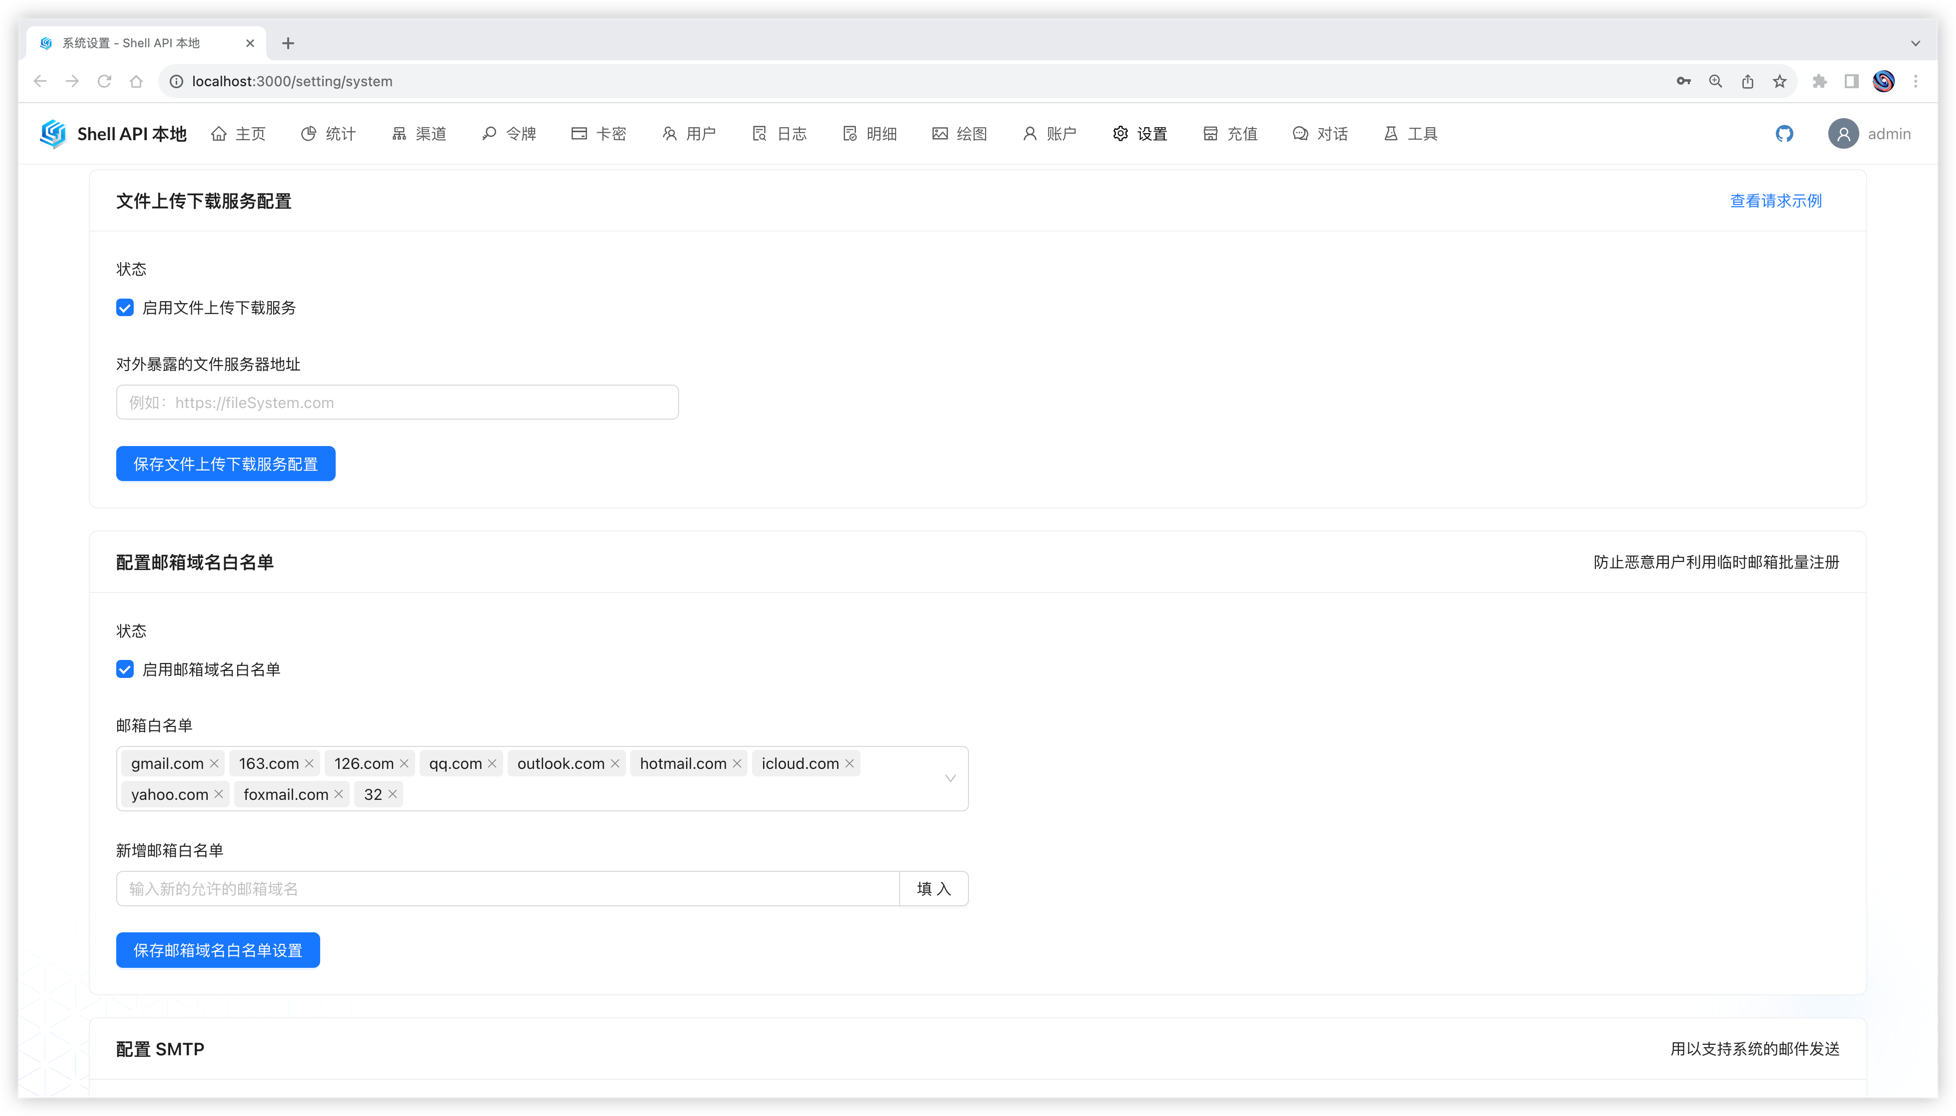 系统设置 - Shell API 本地
localhost:3000/setting/system
Shell API 本地 主页 统计 渠道 令牌 卡密 用户 日志 明细 绘图 账户 设置 充值 对话 工具 admin
文件上传下载服务配置 查看请求示例
状态
启用文件上传下载服务
对外暴露的文件服务器地址
例如：https://fileSystem.com
保存文件上传下载服务配置
配置邮箱域名白名单 防止恶意用户利用临时邮箱批量注册
状态
启用邮箱域名白名单
邮箱白名单
gmail.com 163.com 126.com qq.com outlook.com hotmail.com icloud.com
yahoo.com foxmail.com 32
新增邮箱白名单
输入新的允许的邮箱域名 填 入
保存邮箱域名白名单设置
配置 SMTP 用以支持系统的邮件发送